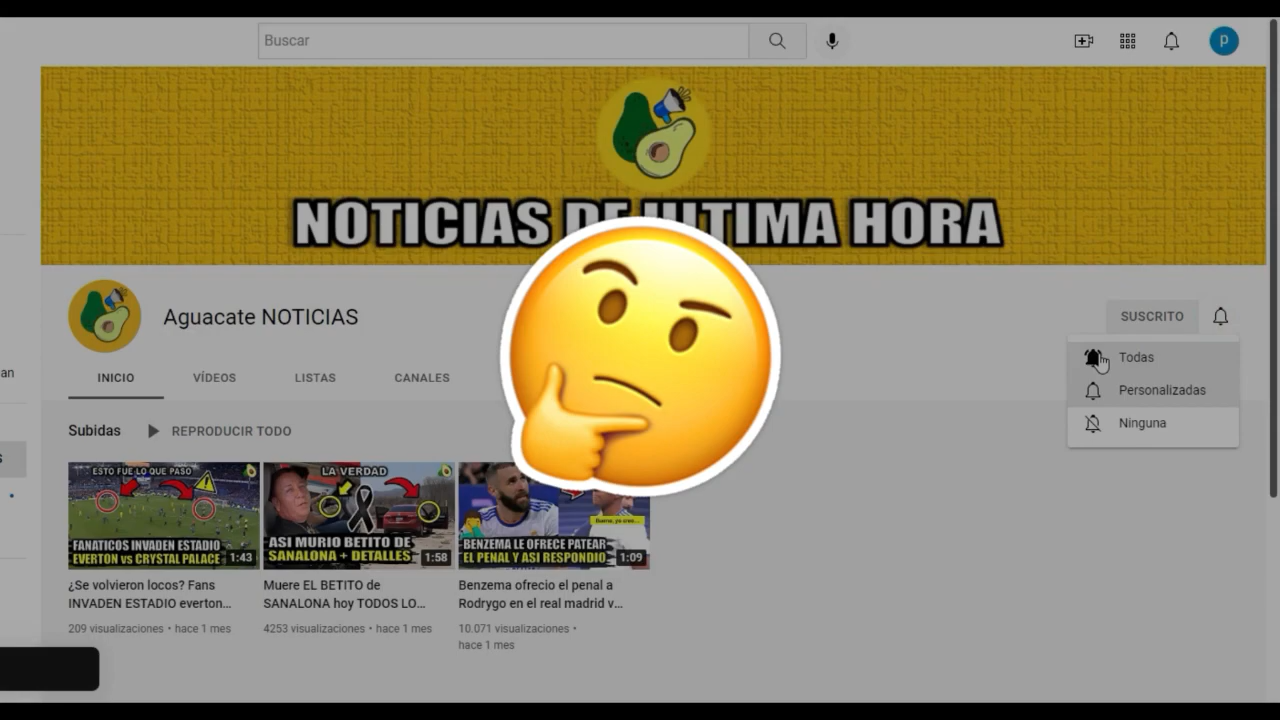 Buscar
p
NOTICIAS DE ULTIMA HORA
Aguacate NOTICIAS
SUSCRITO
Todas
Personalizadas
Ninguna
an
INICIO
VÍDEOS
LISTAS
CANALES
Subidas
REPRODUCIR TODO
S
ESTO FUE LO QUE PASO
FANATICOS INVADEN ESTADIO
EVERTON vs CRYSTAL PALACE
1:43
LA VERDAD
ASI MURIO BETITO DE
SANALONA + DETALLES
1:58
BENZEMA LE OFRECE PATEAR
EL PENAL Y ASI RESPONDIO
1:09
¿Se volvieron locos? Fans
INVADEN ESTADIO everton...
209 visualizaciones • hace 1 mes
Muere EL BETITO de
SANALONA hoy TODOS LO...
4253 visualizaciones • hace 1 mes
Benzema ofrecio el penal a
Rodrygo en el real madrid v...
10.071 visualizaciones •
hace 1 mes